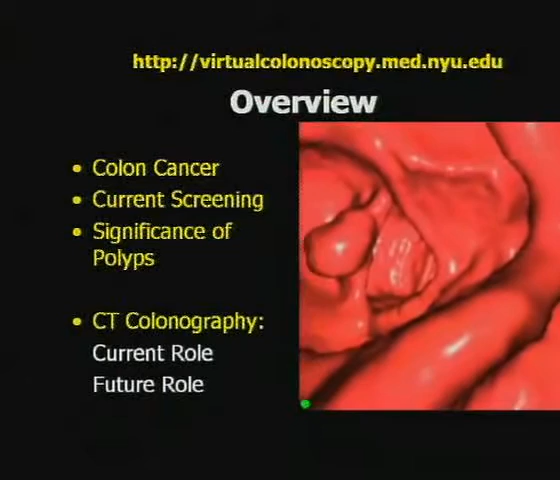 http://virtualcolonoscopy.med.nyu.edu
Overview
• Colon Cancer
• Current Screening
• Significance of
Polyps
• CT Colonography:
Current Role
Future Role